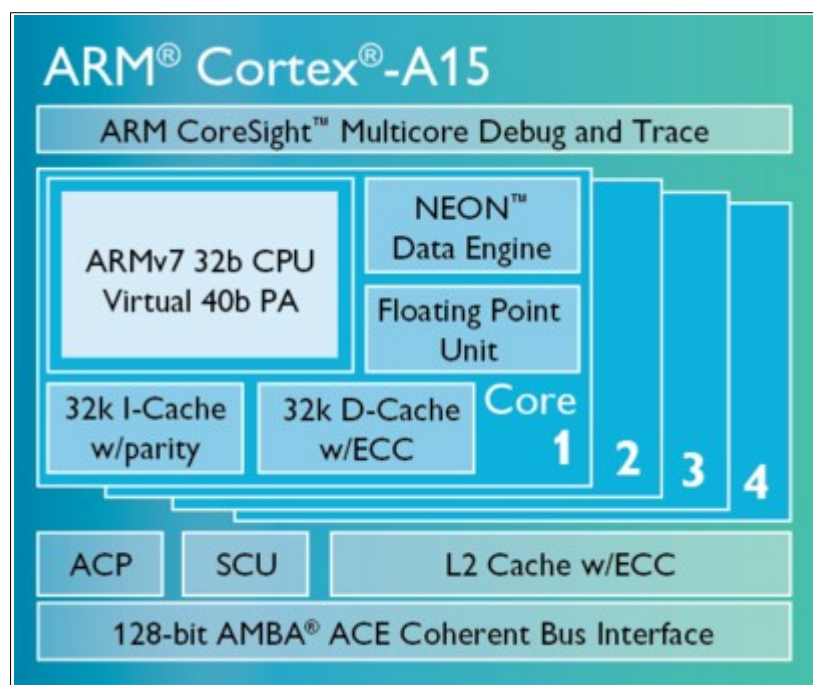 ARM® Cortex®-A15
ARM CoreSight™ Multicore Debug and Trace
ARMv7 32b CPU
Virtual 40b PA
NEON™
Data Engine
Floating Point
Unit
32k I-Cache
w/parity
32k D-Cache
w/ECC
Core
1
2
3
4
ACP
SCU
L2 Cache w/ECC
128-bit AMBA® ACE Coherent Bus Interface